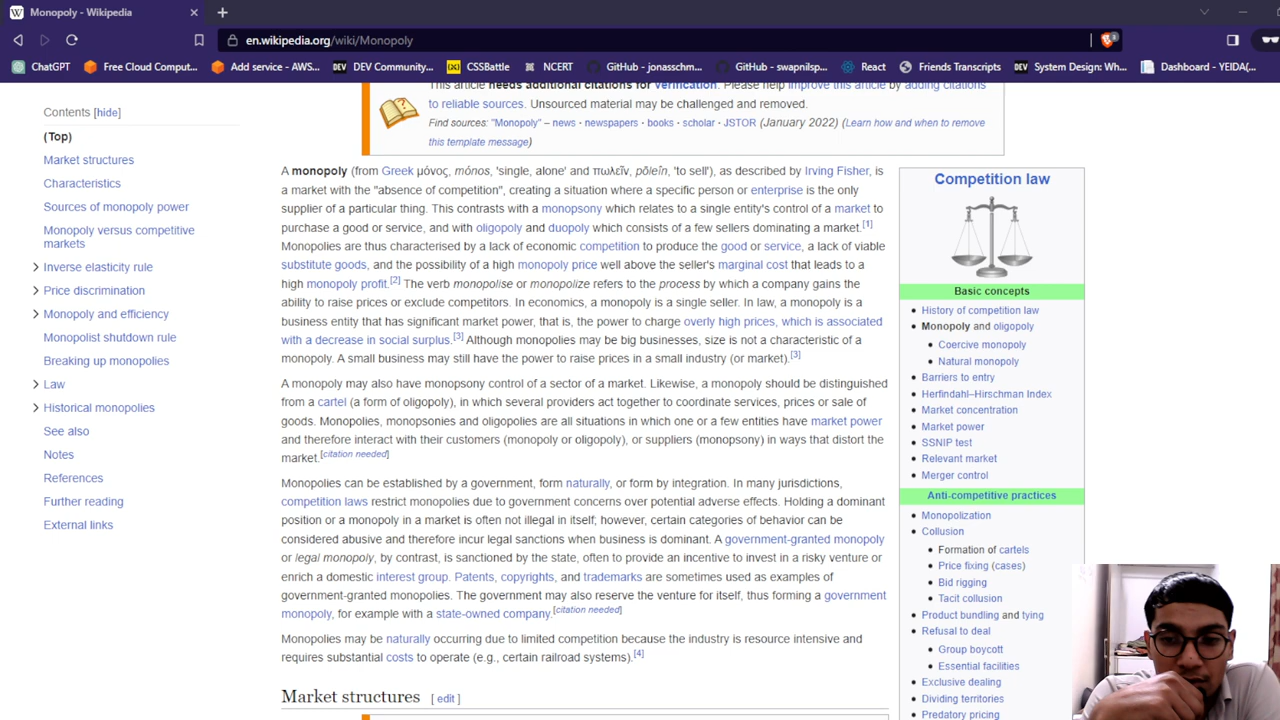 Monopoly - Wikipedia
en.wikipedia.org/wiki/Monopoly
ChatGPT
Free Cloud Comput...
Add service - AWS...
DEV Community...
CSSBattle
NCERT
GitHub - jonasschm...
GitHub - swapnilsp...
React
Friends Transcripts
System Design: Wh...
Dashboard - YEIDA(...
Contents [hide]
(Top)
Market structures
Characteristics
Sources of monopoly power
Monopoly versus competitive
markets
Inverse elasticity rule
Price discrimination
Monopoly and efficiency
Monopolist shutdown rule
Breaking up monopolies
Law
Historical monopolies
See also
Notes
References
Further reading
External links
This article needs additional citations for verification. Please help improve this article by adding citations
to reliable sources. Unsourced material may be challenged and removed.
Find sources: "Monopoly" – news · newspapers · books · scholar · JSTOR (January 2022) (Learn how and when to remove
this template message)
A monopoly (from Greek μόνος, mónos, 'single, alone' and πωλεῖν, pōleîn, 'to sell'), as described by Irving Fisher, is
a market with the "absence of competition", creating a situation where a specific person or enterprise is the only
supplier of a particular thing. This contrasts with a monopsony which relates to a single entity's control of a market to
purchase a good or service, and with oligopoly and duopoly which consists of a few sellers dominating a market.[1]
Monopolies are thus characterised by a lack of economic competition to produce the good or service, a lack of viable
substitute goods, and the possibility of a high monopoly price well above the seller's marginal cost that leads to a
high monopoly profit.[2] The verb monopolise or monopolize refers to the process by which a company gains the
ability to raise prices or exclude competitors. In economics, a monopoly is a single seller. In law, a monopoly is a
business entity that has significant market power, that is, the power to charge overly high prices, which is associated
with a decrease in social surplus.[3] Although monopolies may be big businesses, size is not a characteristic of a
monopoly. A small business may still have the power to raise prices in a small industry (or market).[3]
A monopoly may also have monopsony control of a sector of a market. Likewise, a monopoly should be distinguished
from a cartel (a form of oligopoly), in which several providers act together to coordinate services, prices or sale of
goods. Monopolies, monopsonies and oligopolies are all situations in which one or a few entities have market power
and therefore interact with their customers (monopoly or oligopoly), or suppliers (monopsony) in ways that distort the
market.[citation needed]
Monopolies can be established by a government, form naturally, or form by integration. In many jurisdictions,
competition laws restrict monopolies due to government concerns over potential adverse effects. Holding a dominant
position or a monopoly in a market is often not illegal in itself; however, certain categories of behavior can be
considered abusive and therefore incur legal sanctions when business is dominant. A government-granted monopoly
or legal monopoly, by contrast, is sanctioned by the state, often to provide an incentive to invest in a risky venture or
enrich a domestic interest group. Patents, copyrights, and trademarks are sometimes used as examples of
government-granted monopolies. The government may also reserve the venture for itself, thus forming a government
monopoly, for example with a state-owned company.[citation needed]
Monopolies may be naturally occurring due to limited competition because the industry is resource intensive and
requires substantial costs to operate (e.g., certain railroad systems).[4]
Market structures [ edit ]
Competition law
Basic concepts
History of competition law
Monopoly and oligopoly
Coercive monopoly
Natural monopoly
Barriers to entry
Herfindahl–Hirschman Index
Market concentration
Market power
SSNIP test
Relevant market
Merger control
Anti-competitive practices
Monopolization
Collusion
Formation of cartels
Price fixing (cases)
Bid rigging
Tacit collusion
Product bundling and tying
Refusal to deal
Group boycott
Essential facilities
Exclusive dealing
Dividing territories
Predatory pricing